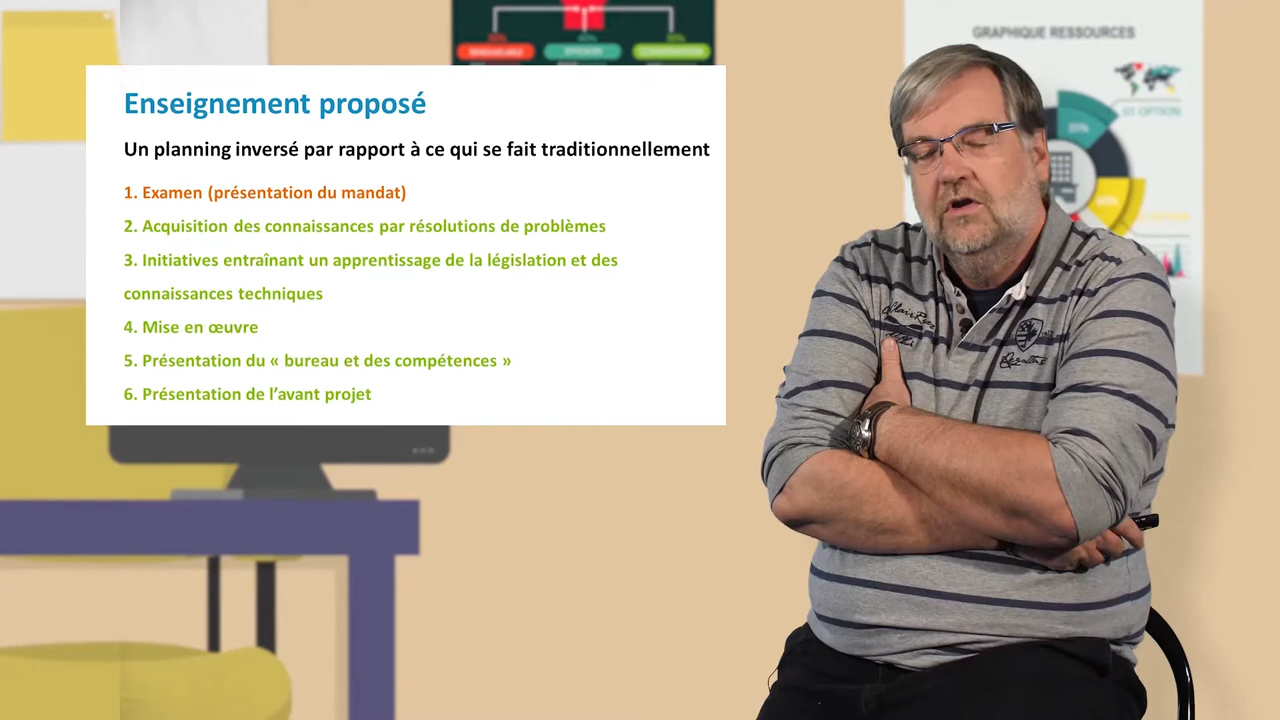 GRAPHIQUE RESSOURCES
Enseignement proposé
Un planning inversé par rapport à ce qui se fait traditionnellement
1. Examen (présentation du mandat)
2. Acquisition des connaissances par résolutions de problèmes
3. Initiatives entraînant un apprentissage de la législation et des
connaissances techniques
4. Mise en œuvre
5. Présentation du « bureau et des compétences »
6. Présentation de l’avant projet